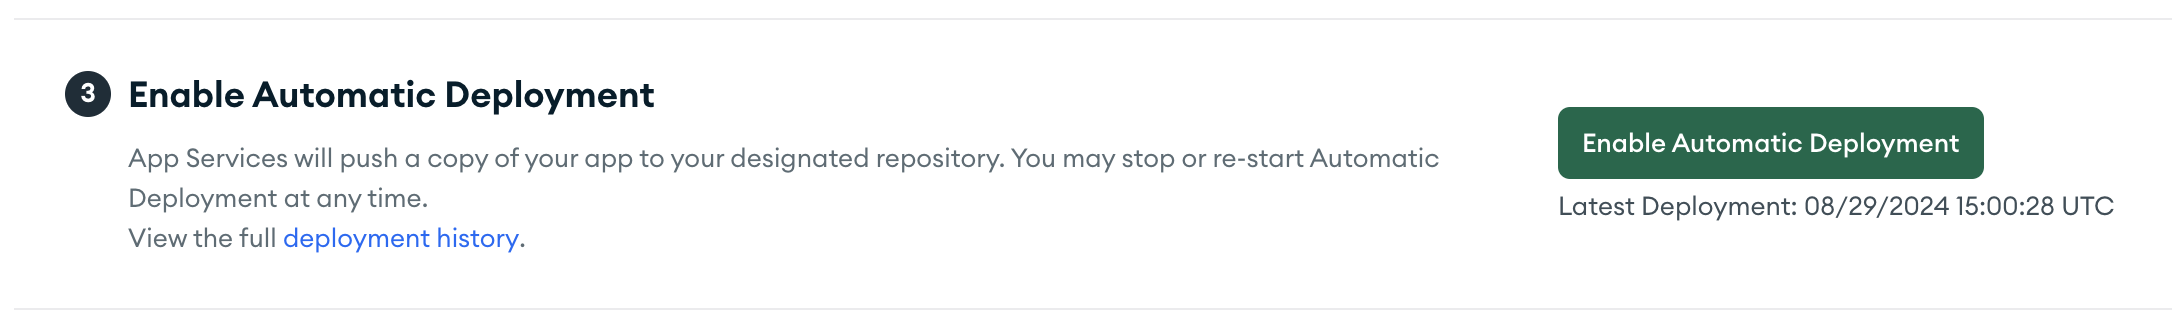 3 Enable Automatic Deployment
App Services will push a copy of your app to your designated repository. You may stop or re-start Automatic
Deployment at any time.
View the full deployment history.
Enable Automatic Deployment
Latest Deployment: 08/29/2024 15:00:28 UTC